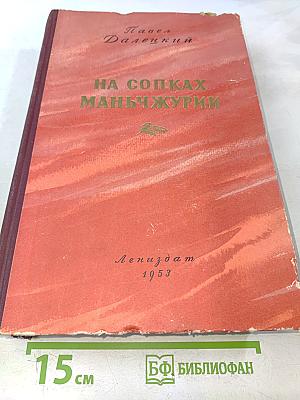 Павел
Далецкий
НА СОПКАХ
МАНЬЧЖУРИИ
Лениздат
1953
15 см
БФ БИБЛИОФАН